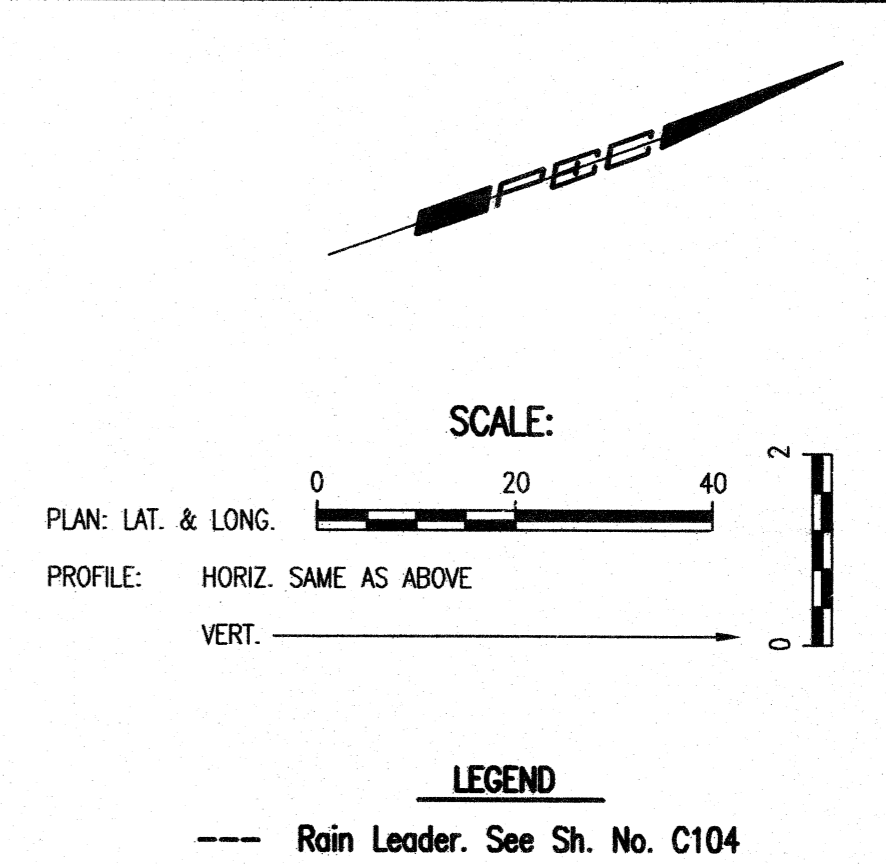 PEC
SCALE:
0 20 40
2
PLAN: LAT. & LONG.
PROFILE: HORIZ. SAME AS ABOVE
VERT.
0
LEGEND
--- Rain Leader. See Sh. No. C104